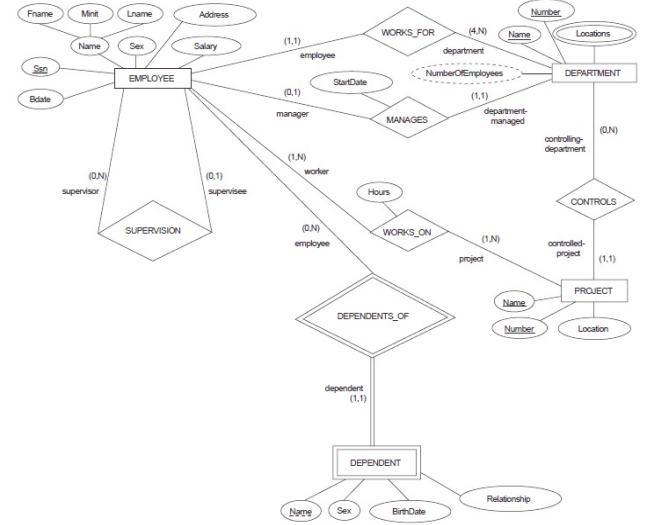 Fname
Minit
Lname
Address
Number
Name
Sex
Salary
WORKS_FOR
(4,N)
department
Name
Locations
Ssn
EMPLOYEE
(1,1)
employee
NumberOfEmployees
DEPARTMENT
Bdate
(0,1)
manager
StartDate
MANAGES
(1,1)
department-
managed
controlling-
department
(0,N)
(0,N)
supervisor
(0,1)
supervisee
(1,N)
worker
Hours
CONTROLS
SUPERVISION
(0,N)
employee
WORKS_ON
(1,N)
project
controlled-
project
(1,1)
PROJECT
Name
Number
Location
DEPENDENTS_OF
dependent
(1,1)
DEPENDENT
Name
Sex
BirthDate
Relationship